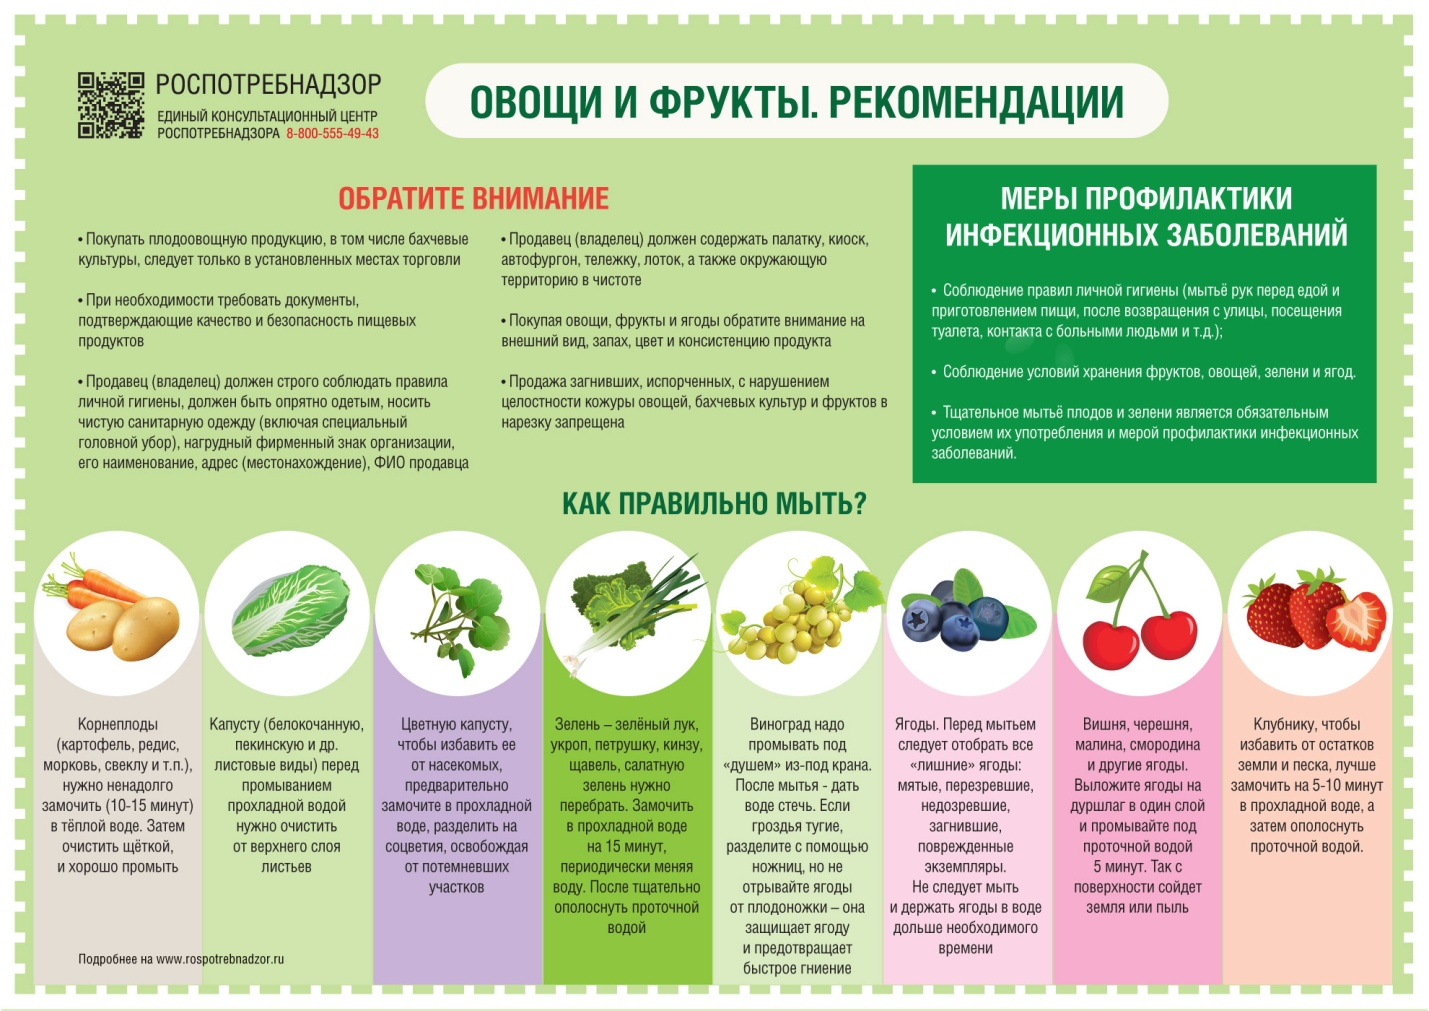 РОСПОТРЕБНАДЗОР
ЕДИНЫЙ КОНСУЛЬТАЦИОННЫЙ ЦЕНТР
РОСПОТРЕБНАДЗОРА 8-800-555-49-43
ОВОЩИ И ФРУКТЫ. РЕКОМЕНДАЦИИ
ОБРАТИТЕ ВНИМАНИЕ
• Покупать плодоовощную продукцию, в том числе бахчевые
культуры, следует только в установленных местах торговли
• При необходимости требовать документы,
подтверждающие качество и безопасность пищевых
продуктов
• Продавец (владелец) должен строго соблюдать правила
личной гигиены, должен быть опрятно одетым, носить
чистую санитарную одежду (включая специальный
головной убор), нагрудный фирменный знак организации,
его наименование, адрес (местонахождение), ФИО продавца
• Продавец (владелец) должен содержать палатку, киоск,
автофургон, тележку, лоток, а также окружающую
территорию в чистоте
• Покупая овощи, фрукты и ягоды обратите внимание на
внешний вид, запах, цвет и консистенцию продукта
• Продажа загнивших, испорченных, с нарушением
целостности кожуры овощей, бахчевых культур и фруктов в
нарезку запрещена
МЕРЫ ПРОФИЛАКТИКИ
ИНФЕКЦИОННЫХ ЗАБОЛЕВАНИЙ
• Соблюдение правил личной гигиены (мытьё рук перед едой и
приготовлением пищи, после возвращения с улицы, посещения
туалета, контакта с больными людьми и т.д.);
• Соблюдение условий хранения фруктов, овощей, зелени и ягод.
• Тщательное мытьё плодов и зелени является обязательным
условием их употребления и мерой профилактики инфекционных
заболеваний.
КАК ПРАВИЛЬНО МЫТЬ?
Корнеплоды
(картофель, редис,
морковь, свеклу и т.п.),
нужно ненадолго
замочить (10-15 минут)
в тёплой воде. Затем
очистить щёткой,
и хорошо промыть
Капусту (белокочанную,
пекинскую и др.
листовые виды) перед
промыванием
прохладной водой
нужно очистить
от верхнего слоя
листьев
Цветную капусту,
чтобы избавить ее
от насекомых,
предварительно
замочите в прохладной
воде, разделить на
соцветия, освобождая
от потемневших
участков
Зелень – зелёный лук,
укроп, петрушку, кинзу,
щавель, салатную
зелень нужно
перебрать. Замочить
в прохладной воде
на 15 минут,
периодически меняя
воду. После тщательно
ополоснуть проточной
водой
Виноград надо
промывать под
«душем» из-под крана.
После мытья - дать
воде стечь. Если
гроздья тугие,
разделите с помощью
ножниц, но не
отрывайте ягоды
от плодоножки – она
защищает ягоду
и предотвращает
быстрое гниение
Ягоды. Перед мытьем
следует отобрать все
«лишние» ягоды:
мятые, перезревшие,
недозревшие,
загнившие,
поврежденные
экземпляры.
Не следует мыть
и держать ягоды в воде
дольше необходимого
времени
Вишня, черешня,
малина, смородина
и другие ягоды.
Выложите ягоды на
дуршлаг в один слой
и промывайте под
проточной водой
5 минут. Так с
поверхности сойдет
земля или пыль
Клубнику, чтобы
избавить от остатков
земли и песка, лучше
замочить на 5-10 минут
в прохладной воде, а
затем ополоснуть
проточной водой.
Подробнее на www.rospotrebnadzor.ru